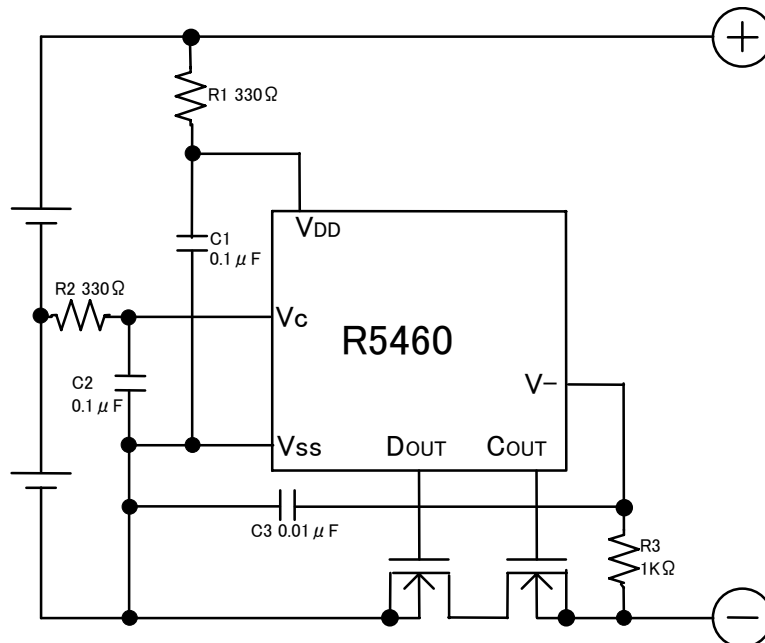 +
R1 330Ω
VDD
C1
0.1μF
R2 330Ω
Vc
R5460
C2
0.1μF
V-
Vss
DOUT
COUT
C3 0.01μF
R3
1KΩ
−